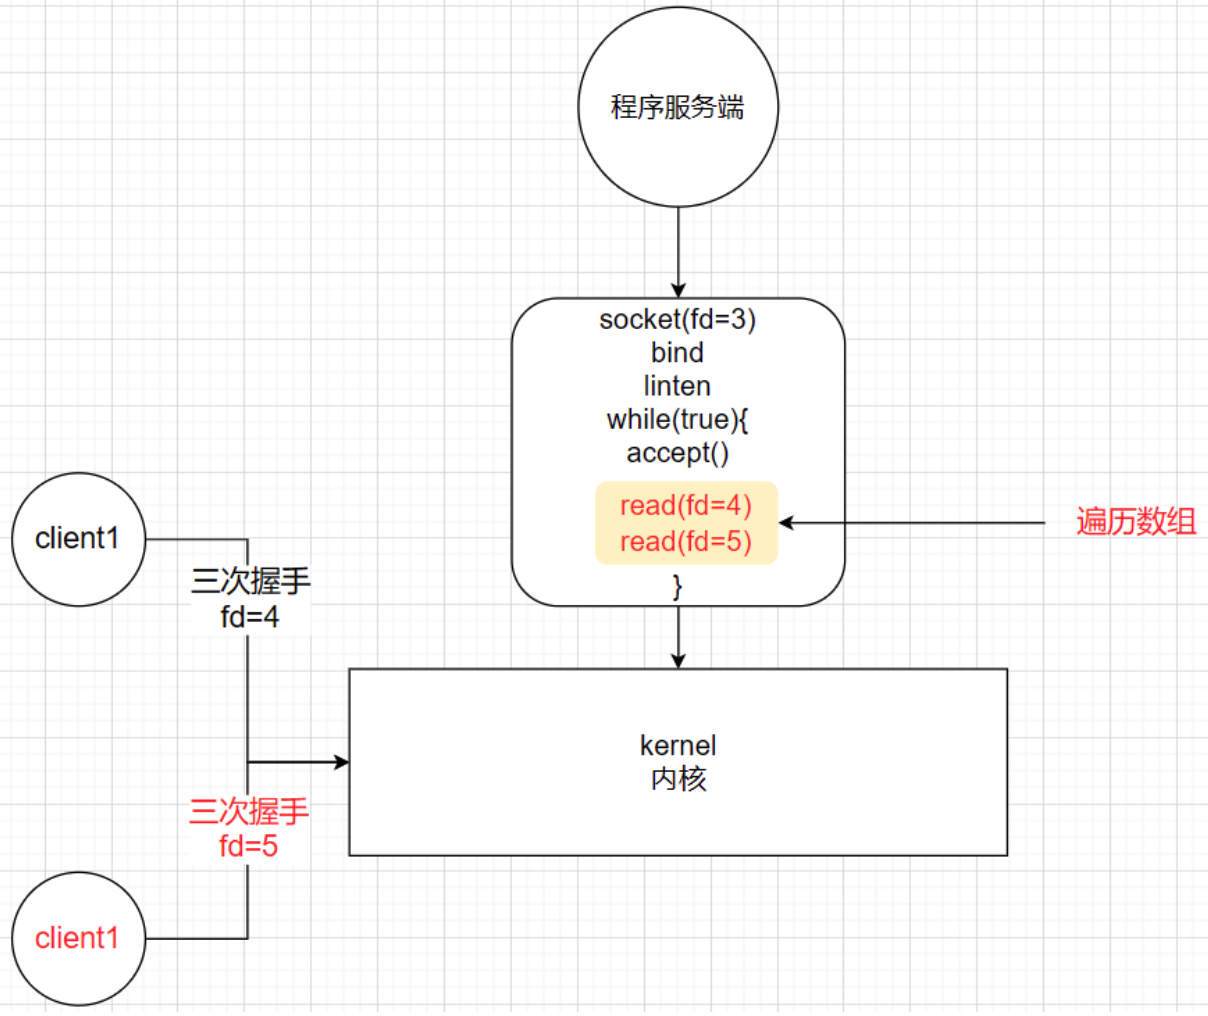 程序服务端
socket(fd=3)
bind
linten
while(true){
accept()
read(fd=4)
read(fd=5)
}
遍历数组
client1
三次握手
fd=4
kernel
内核
三次握手
fd=5
client1